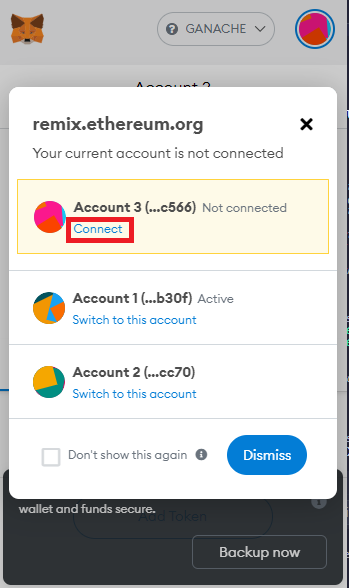 GANACHE
Account 3
remix.ethereum.org
Your current account is not connected
Account 3 (...c566) Not connected
Connect
Account 1 (...b30f) Active
Switch to this account
Account 2 (...cc70)
Switch to this account
Don't show this again
Dismiss
wallet and funds secure.
Add Token
Backup now